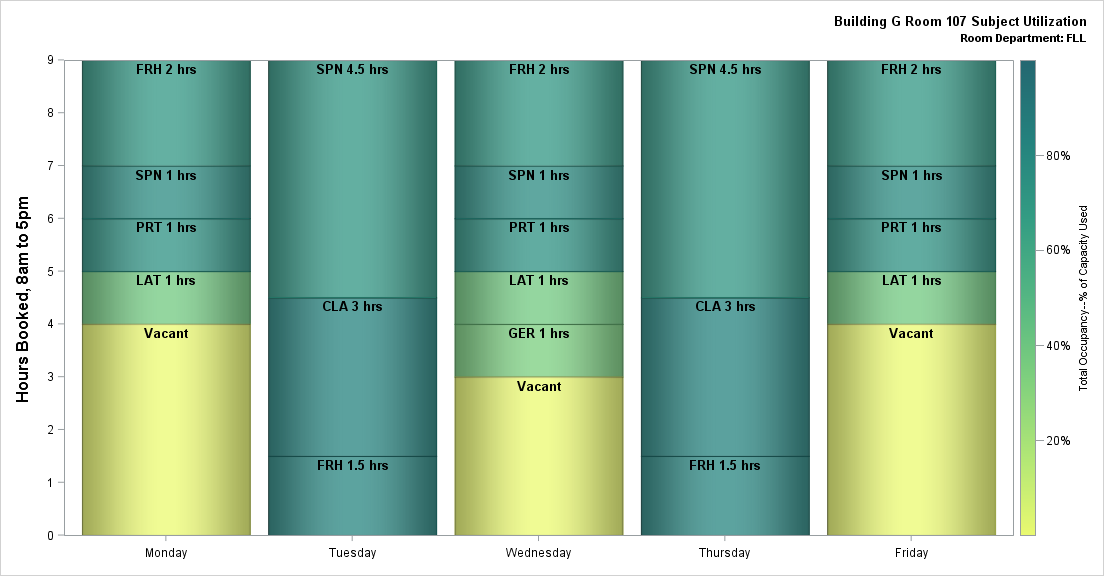 Building G Room 107 Subject Utilization
Room Department: FLL
Hours Booked, 8am to 5pm
9
8
7
6
5
4
3
2
1
0
FRH 2 hrs
SPN 1 hrs
PRT 1 hrs
LAT 1 hrs
Vacant
Monday
SPN 4.5 hrs
CLA 3 hrs
FRH 1.5 hrs
Tuesday
FRH 2 hrs
SPN 1 hrs
PRT 1 hrs
LAT 1 hrs
GER 1 hrs
Vacant
Wednesday
SPN 4.5 hrs
CLA 3 hrs
FRH 1.5 hrs
Thursday
FRH 2 hrs
SPN 1 hrs
PRT 1 hrs
LAT 1 hrs
Vacant
Friday
80%
60%
40%
20%
Total Occupancy--% of Capacity Used